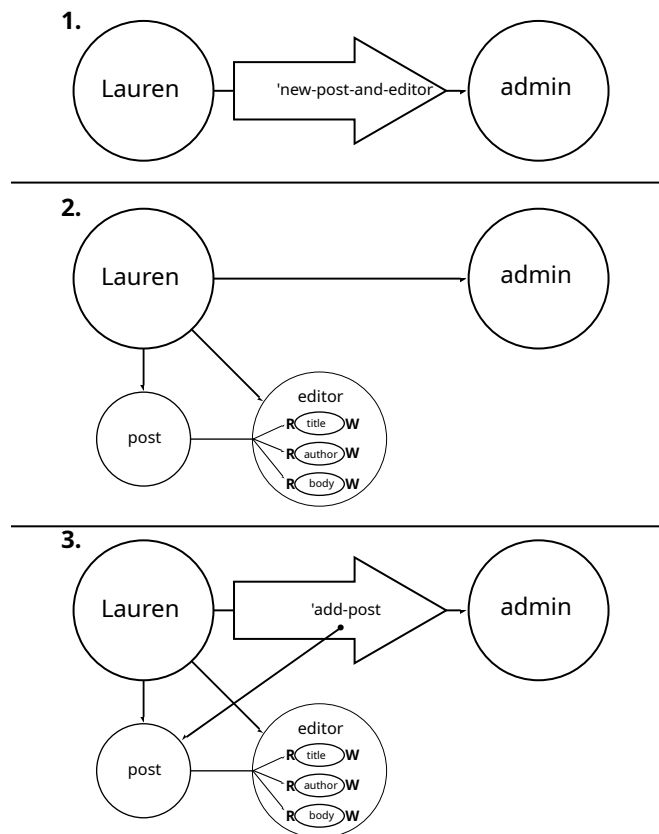 1.
Lauren
'new-post-and-editor
admin
2.
Lauren
admin
editor
R title W
post
R author W
R body W
3.
Lauren
'add-post
admin
editor
R title W
post
R author W
R body W